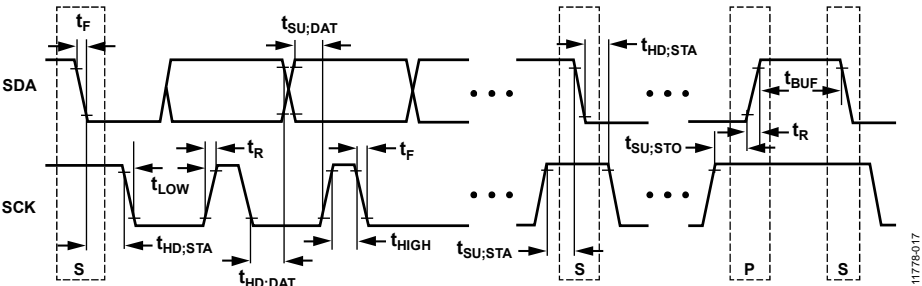 tF
tSU;DAT
tHD;STA
SDA
tBUF
tR
tF
tSU;STO
tR
tLOW
SCK
tHD;STA
tHIGH
tSU;STA
tHD;DAT
S
S
P
S
11778-017